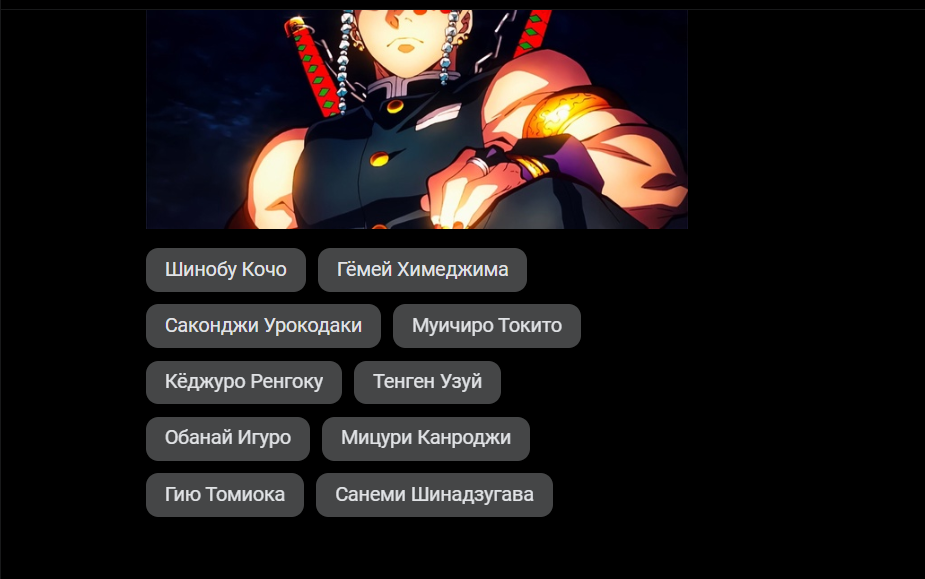 Шинобу Кочо Гёмей Химеджима
Саконджи Урокодаки Муичиро Токито
Кёджуро Ренгоку Тенген Узуй
Обанай Игуро Мицури Канроджи
Гию Томиока Санеми Шинадзугава